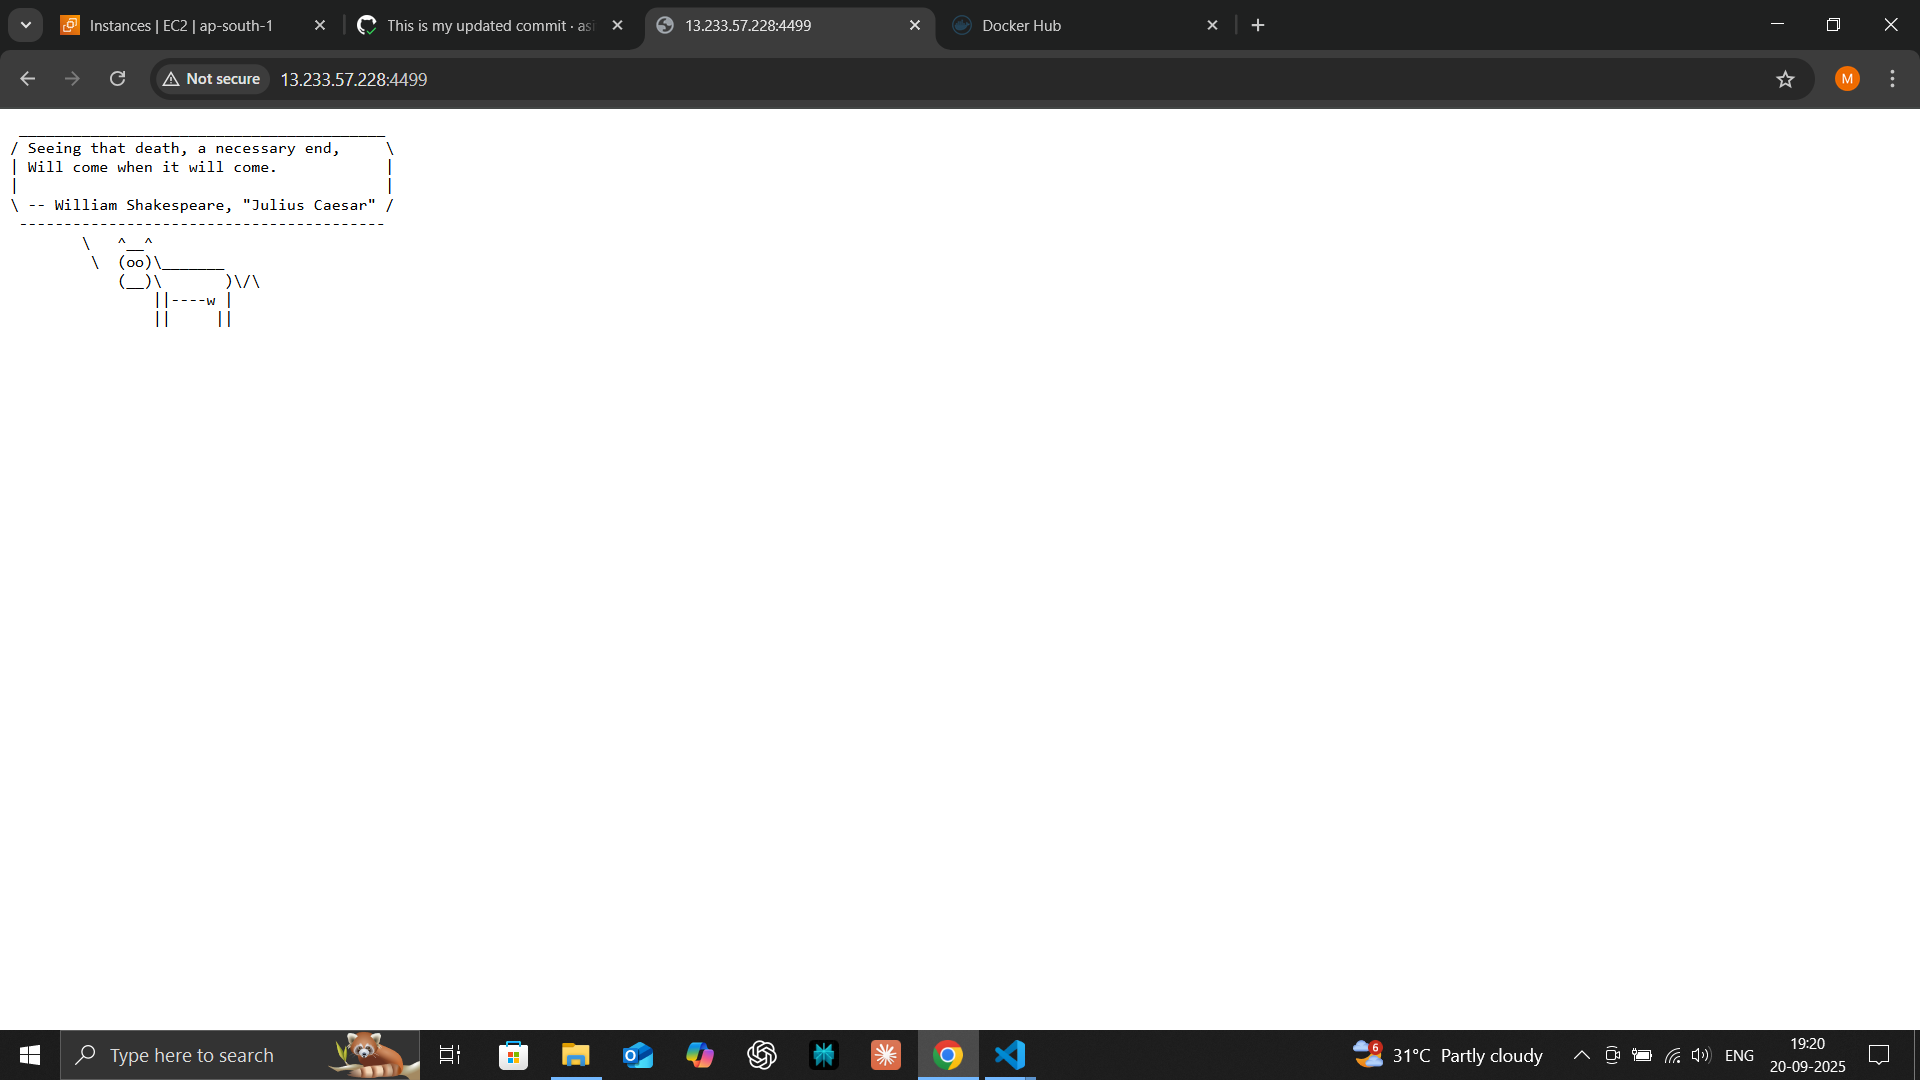 Instances | EC2 | ap-south-1
This is my updated commit · asi
13.233.57.228:4499
Docker Hub
Not secure
13.233.57.228:4499
M
 _________________________________________
/ Seeing that death, a necessary end,     \
| Will come when it will come.            |
|                                         |
\ -- William Shakespeare, "Julius Caesar" /
 -----------------------------------------
        \   ^__^
         \  (oo)\_______
            (__)\       )\/\
                ||----w |
                ||     ||
Type here to search
6
31°C Partly cloudy
ENG
19:20
20-09-2025